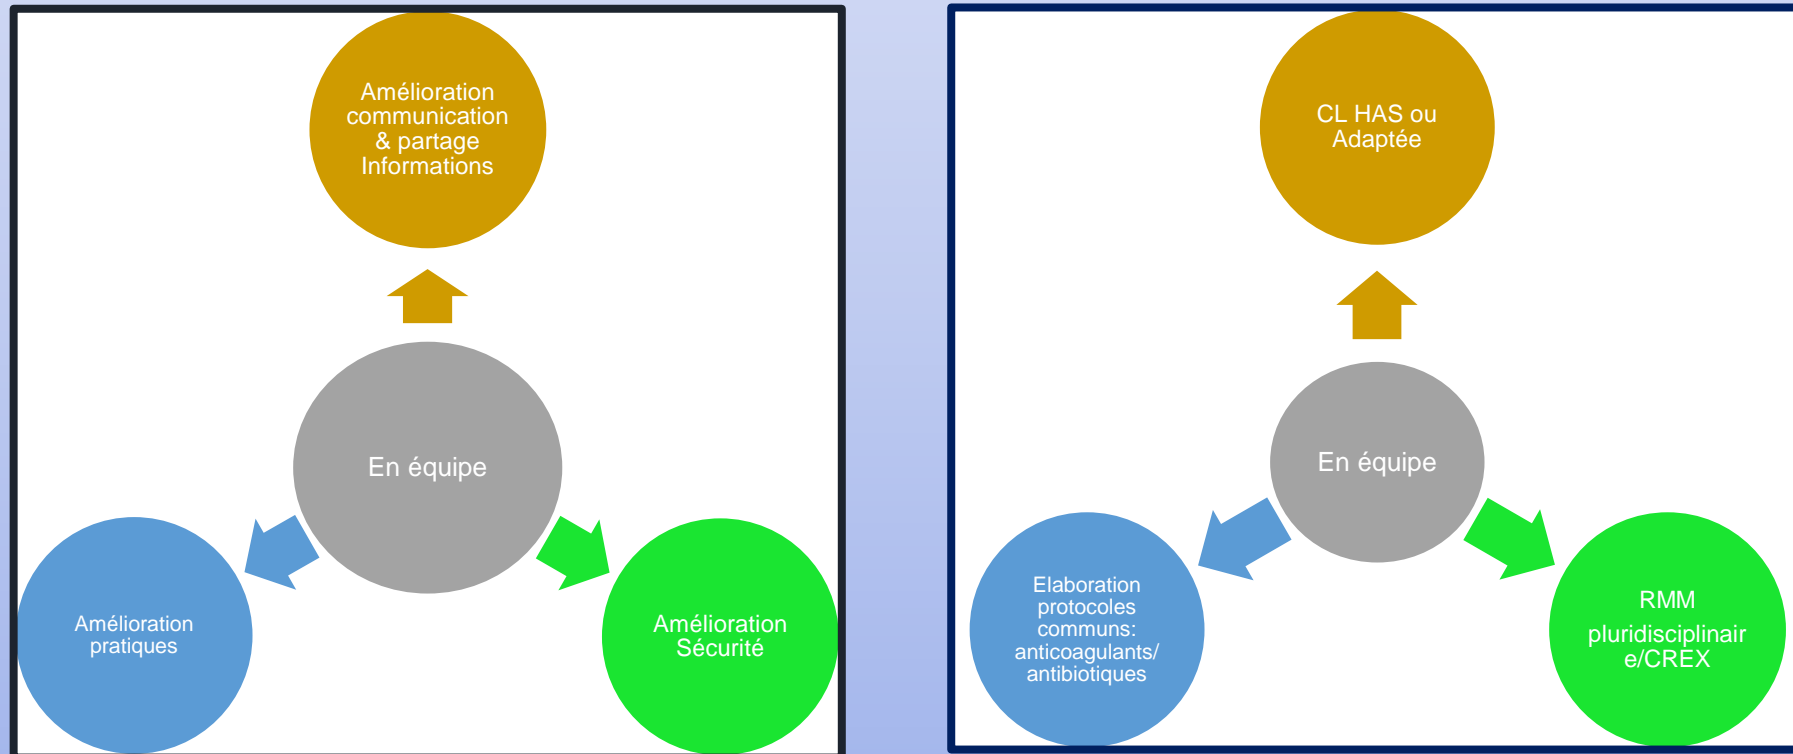 Amélioration
communication
& partage
Informations
En équipe
Amélioration
pratiques
Amélioration
Sécurité
CL HAS ou
Adaptée
En équipe
Elaboration
protocoles
communs:
anticoagulants/
antibiotiques
RMM
pluridisciplinair
e/CREX